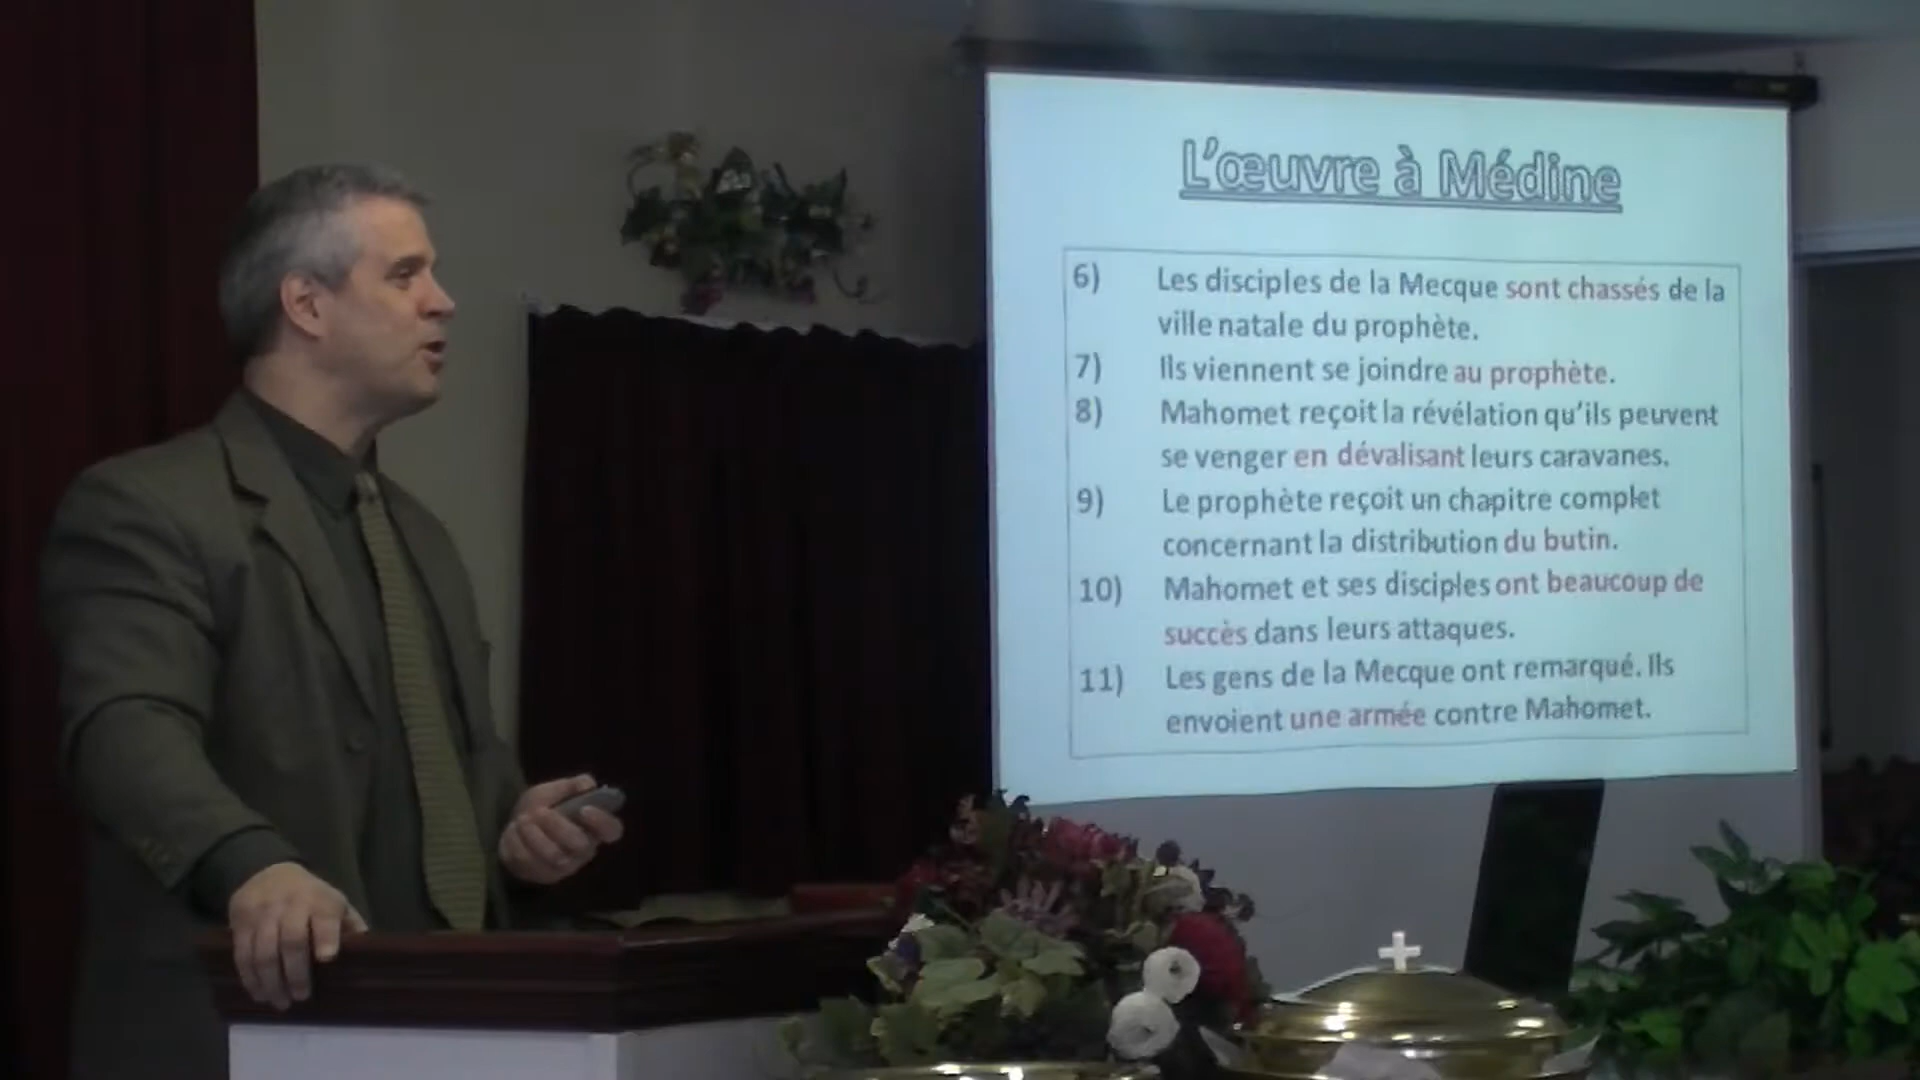 L'œuvre à Médine
6) Les disciples de la Mecque sont chassés de la
ville natale du prophète.
7) Ils viennent se joindre au prophète.
8) Mahomet reçoit la révélation qu'ils peuvent
se venger en dévalisant leurs caravanes.
9) Le prophète reçoit un chapitre complet
concernant la distribution du butin.
10) Mahomet et ses disciples ont beaucoup de
succès dans leurs attaques.
11) Les gens de la Mecque ont remarqué. Ils
envoient une armée contre Mahomet.